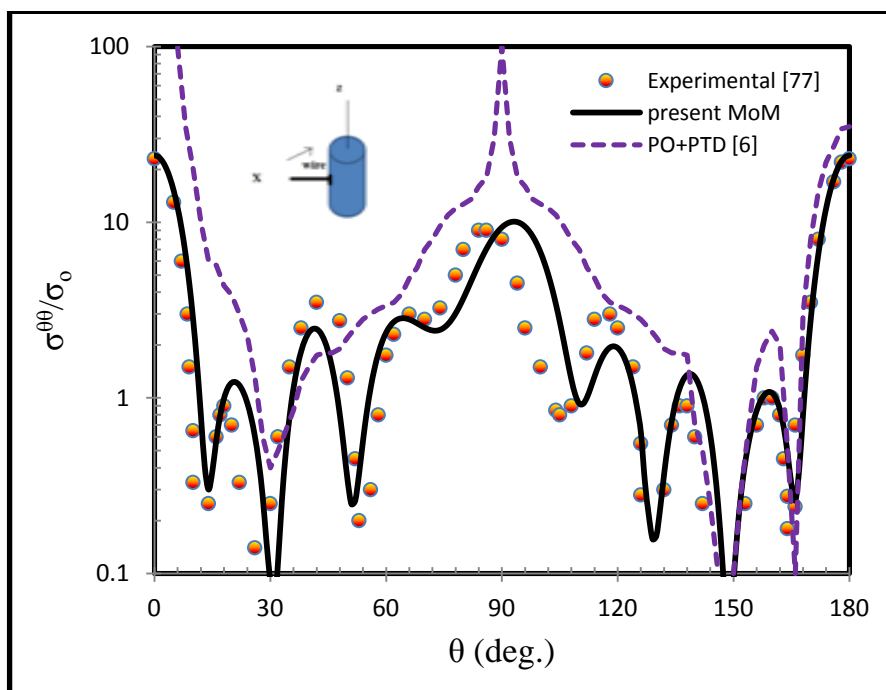 100
10
1
0.1
σθθ/σo
Experimental [77]
present MoM
PO+PTD [6]
z
wire
x
0 30 60 90 120 150 180
θ (deg.)